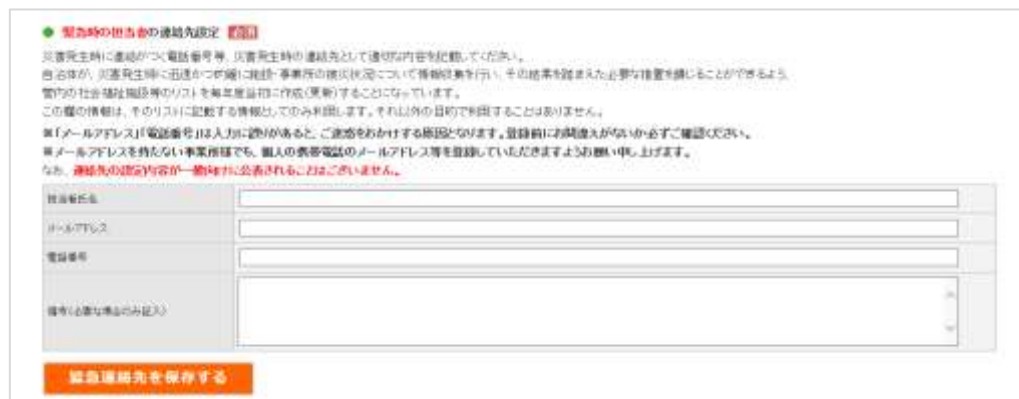 ● 緊急時の担当者の連絡先設定 必須
災害発生時に連絡がつく電話番号等、災害発生時の連絡先として適切な内容を記載してください。
自治体が、災害発生時に迅速かつ的確に施設・事業所の被災状況について情報収集を行い、その結果を踏まえた必要な措置を講じることができるよう、
管内の社会福祉施設等のリストを毎年度当初に作成(更新)することになっています。
この欄の情報は、そのリストに記載する情報としてのみ利用します。それ以外の目的で利用することはありません。
※「メールアドレス」「電話番号」は入力に誤りがあると、ご迷惑をおかけする原因となります。登録前にお間違えがないか必ずご確認ください。
※メールアドレスを持たない事業所様でも、個人の携帯電話のメールアドレス等を登録していただきますようお願い申し上げます。
なお、連絡先の設定内容が一般向けに公表されることはございません。
担当者氏名
メールアドレス
電話番号
備考(必要な場合のみ記入)
緊急連絡先を保存する